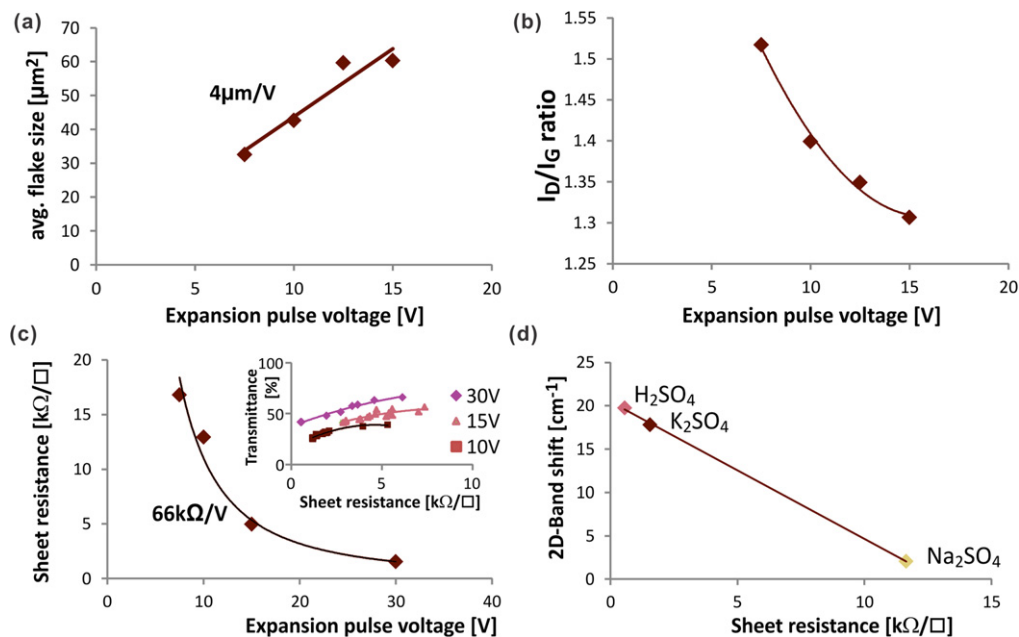 (a)
avg. flake size [µm²]
70
60
50
40
30
20
10
0
4µm/V
0 5 10 15 20
Expansion pulse voltage [V]
(b)
I_D/I_G ratio
1.55
1.5
1.45
1.4
1.35
1.3
1.25
0 5 10 15 20
Expansion pulse voltage [V]
(c)
Sheet resistance [kΩ/□]
20
15
10
5
0
66kΩ/V
0 10 20 30 40
Expansion pulse voltage [V]
Transmittance
[%]
100
50
0
0 5 10
Sheet resistance [kΩ/□]
30V
15V
10V
(d)
2D-Band shift [cm⁻¹]
25
20
15
10
5
0
H₂SO₄
K₂SO₄
Na₂SO₄
0 5 10 15
Sheet resistance [kΩ/□]